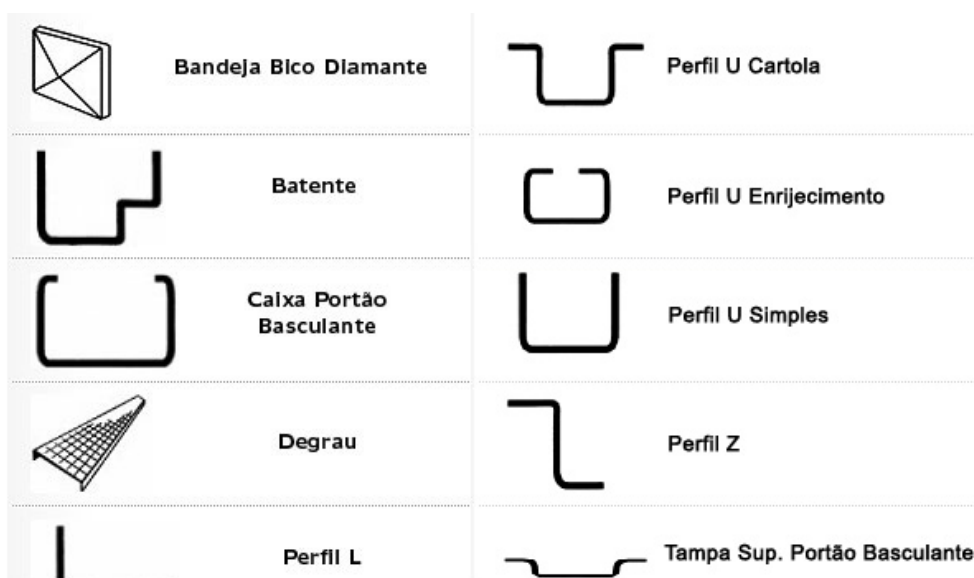 Bandeja Bico Diamante
Perfil U Cartola
Batente
Perfil U Enrijecimento
Caixa Portão
Basculante
Perfil U Simples
Degrau
Perfil Z
Perfil L
Tampa Sup. Portão Basculante